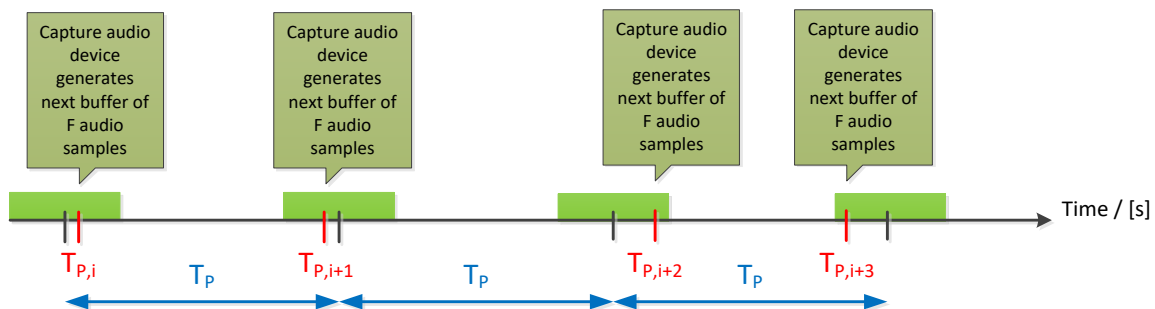 Capture audio
device
generates
next buffer of
F audio
samples
Capture audio
device
generates
next buffer of
F audio
samples
Capture audio
device
generates
next buffer of
F audio
samples
Capture audio
device
generates
next buffer of
F audio
samples
Time / [s]
TP,i
TP,i+1
TP,i+2
TP,i+3
TP
TP
TP